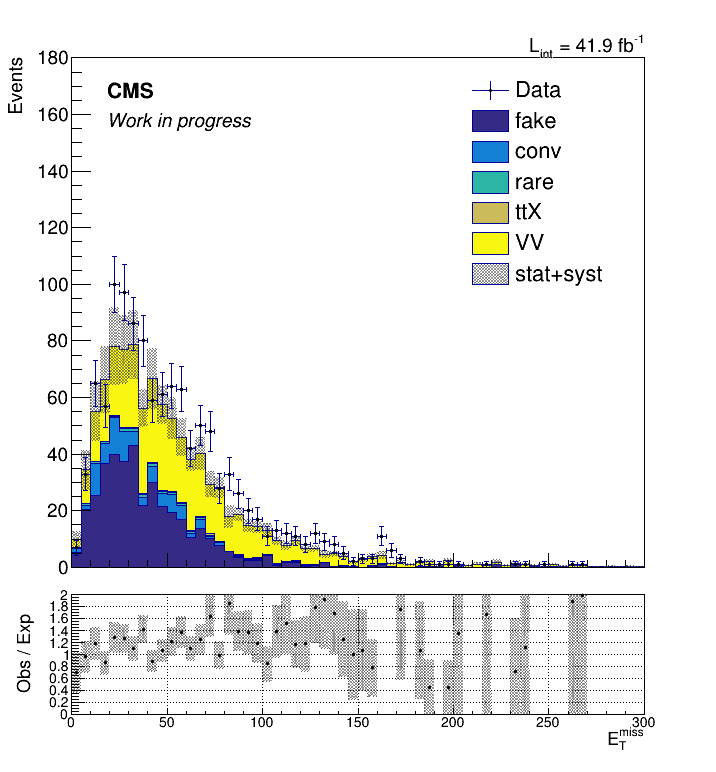 L_int = 41.9 fb^-1
Events
180
160
140
120
100
80
60
40
20
0
CMS
Work in progress
Data
fake
conv
rare
ttX
VV
stat+syst
Obs / Exp
2
1.8
1.6
1.4
1.2
1
0.8
0.6
0.4
0.2
0
0 50 100 150 200 250 300
E_T^miss